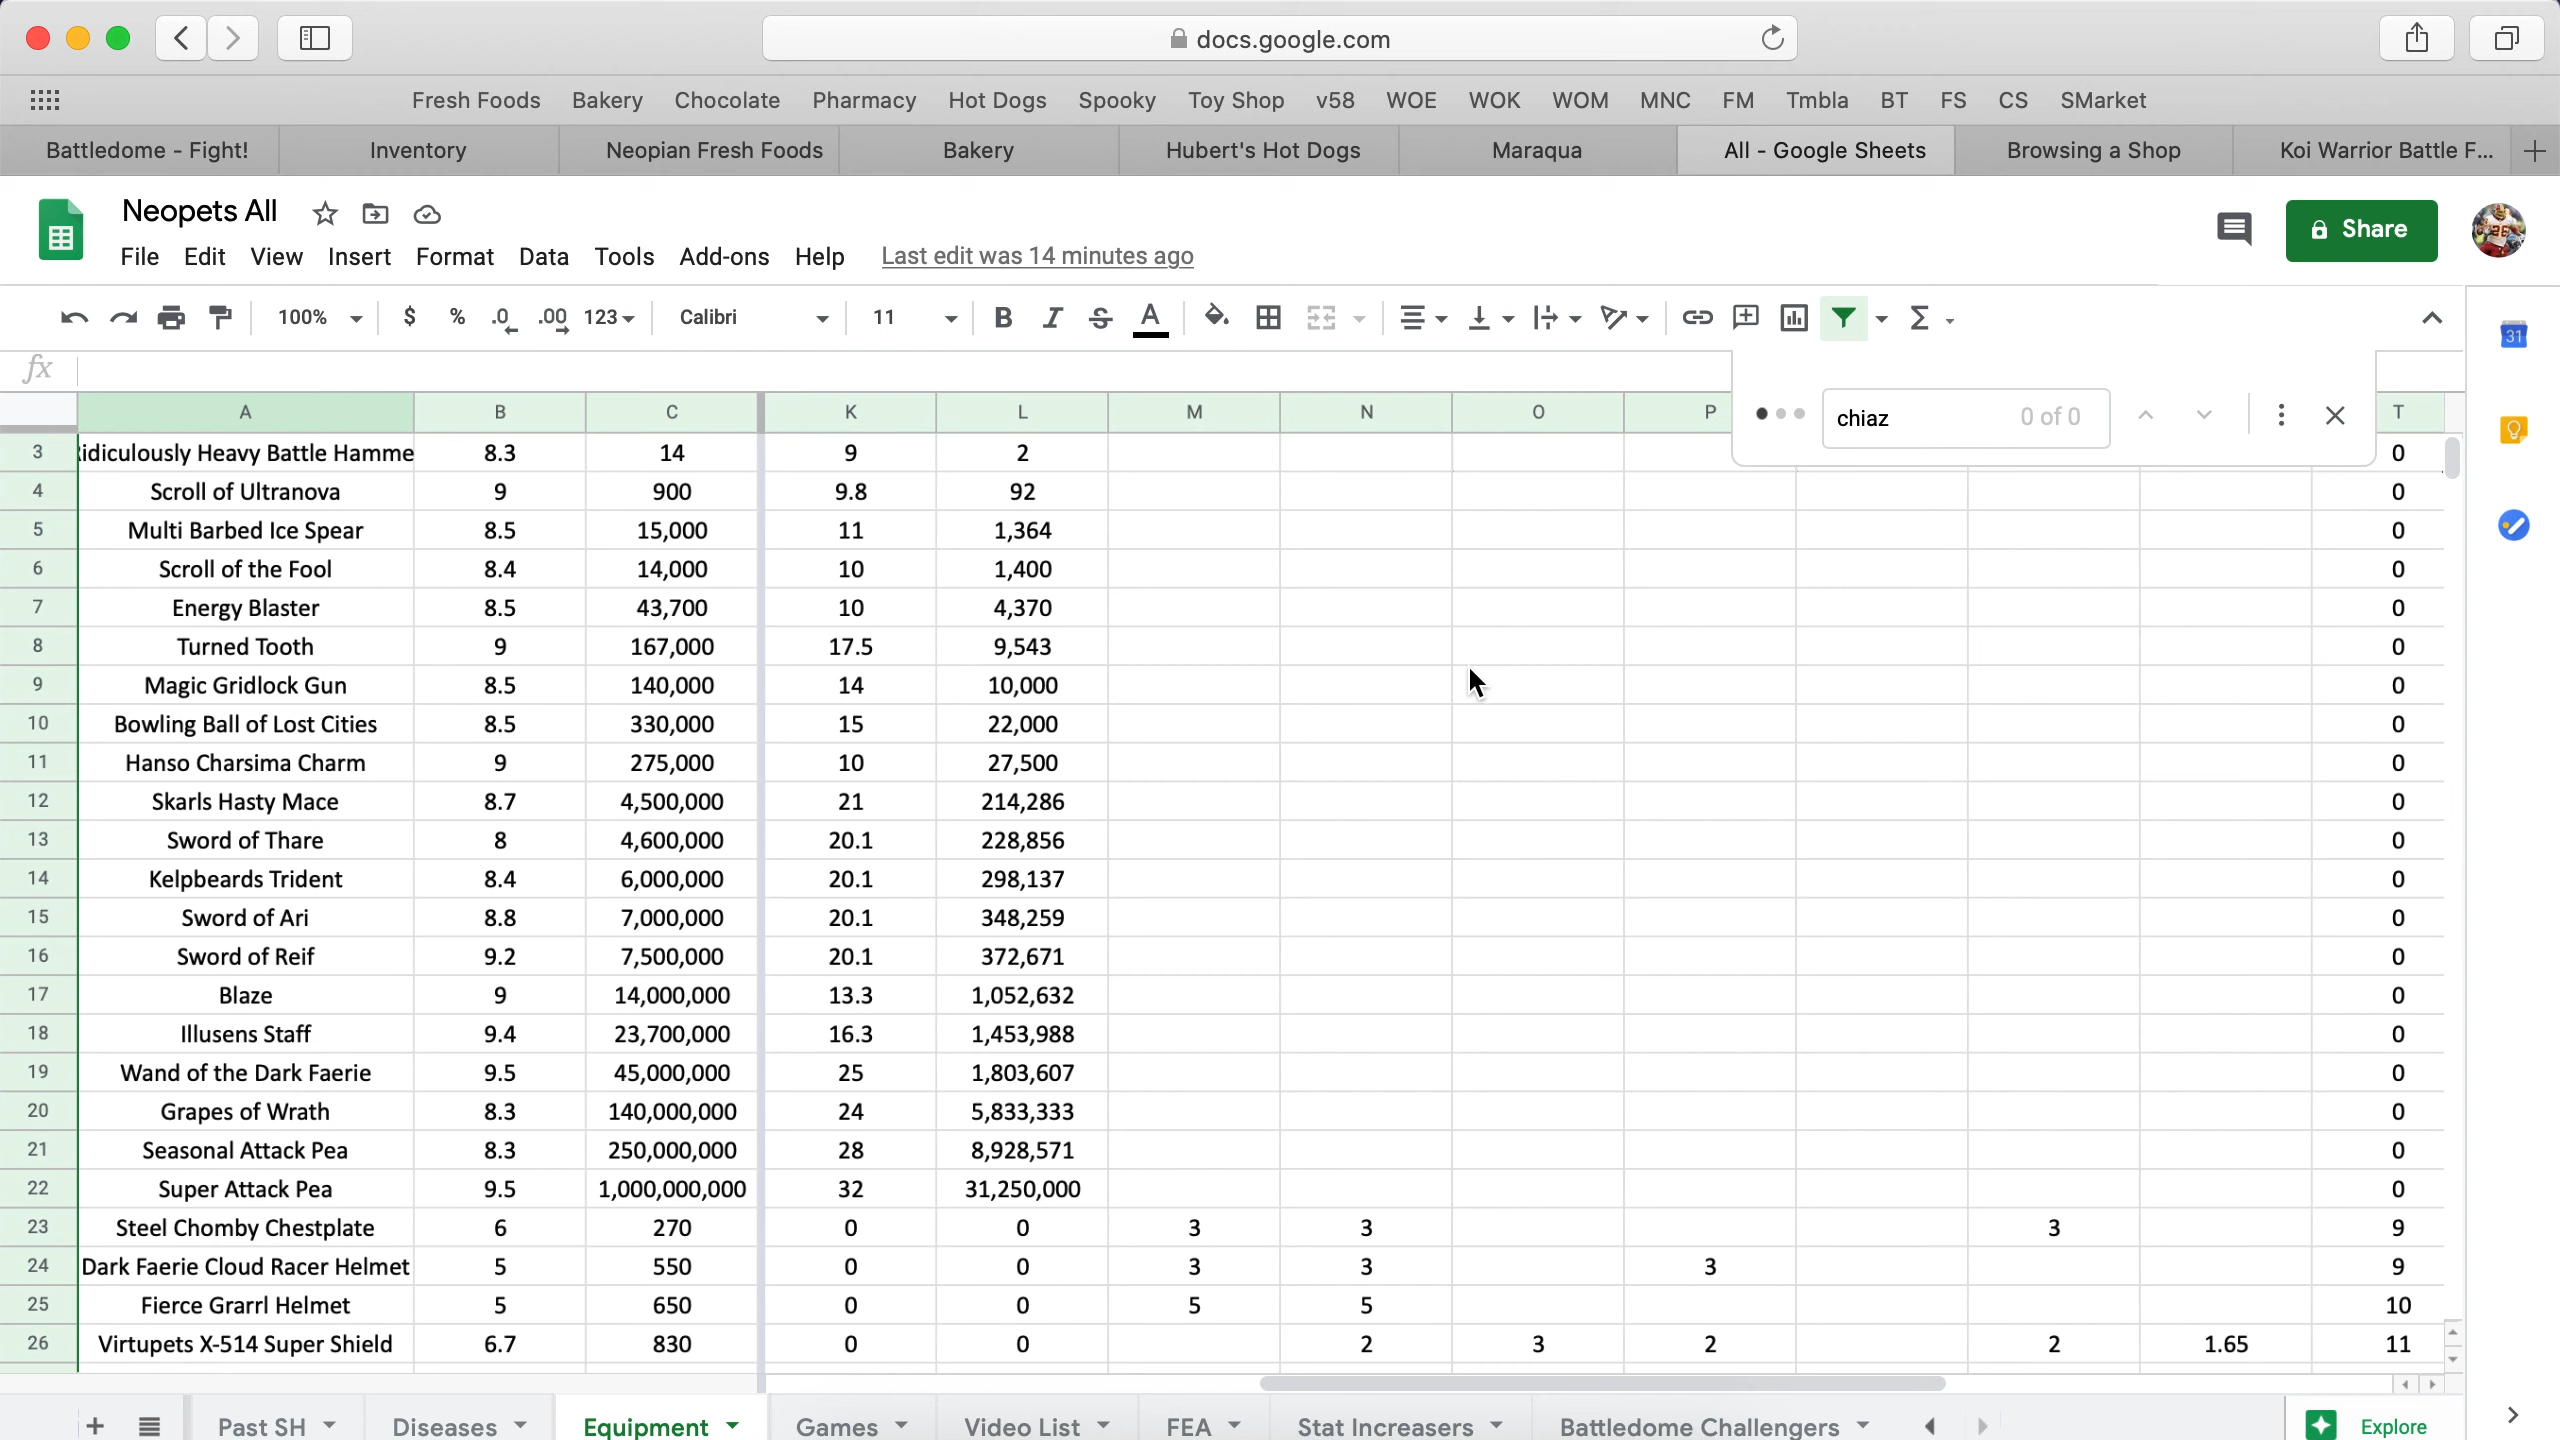 docs.google.com
Fresh Foods Bakery Chocolate Pharmacy Hot Dogs Spooky Toy Shop v58 WOE WOK WOM MNC FM Tmbla BT FS CS SMarket
Battledome - Fight! Inventory Neopian Fresh Foods Bakery Hubert's Hot Dogs Maraqua All - Google Sheets Browsing a Shop Koi Warrior Battle F...
Neopets All
Share
File Edit View Insert Format Data Tools Add-ons Help Last edit was 14 minutes ago
100% $ % .0 .00 123 Calibri 11 B I S A Σ
31
fx
chiaz 0 of 0
A B C K L M N O P T
3 Ridiculously Heavy Battle Hamme 8.3 14 9 2 0
4 Scroll of Ultranova 9 900 9.8 92 0
5 Multi Barbed Ice Spear 8.5 15,000 11 1,364 0
6 Scroll of the Fool 8.4 14,000 10 1,400 0
7 Energy Blaster 8.5 43,700 10 4,370 0
8 Turned Tooth 9 167,000 17.5 9,543 0
9 Magic Gridlock Gun 8.5 140,000 14 10,000 0
10 Bowling Ball of Lost Cities 8.5 330,000 15 22,000 0
11 Hanso Charsima Charm 9 275,000 10 27,500 0
12 Skarls Hasty Mace 8.7 4,500,000 21 214,286 0
13 Sword of Thare 8 4,600,000 20.1 228,856 0
14 Kelpbeards Trident 8.4 6,000,000 20.1 298,137 0
15 Sword of Ari 8.8 7,000,000 20.1 348,259 0
16 Sword of Reif 9.2 7,500,000 20.1 372,671 0
17 Blaze 9 14,000,000 13.3 1,052,632 0
18 Illusens Staff 9.4 23,700,000 16.3 1,453,988 0
19 Wand of the Dark Faerie 9.5 45,000,000 25 1,803,607 0
20 Grapes of Wrath 8.3 140,000,000 24 5,833,333 0
21 Seasonal Attack Pea 8.3 250,000,000 28 8,928,571 0
22 Super Attack Pea 9.5 1,000,000,000 32 31,250,000 0
23 Steel Chomby Chestplate 6 270 0 0 3 3 3 9
24 Dark Faerie Cloud Racer Helmet 5 550 0 0 3 3 3 9
25 Fierce Grarrl Helmet 5 650 0 0 5 5 10
26 Virtupets X-514 Super Shield 6.7 830 0 0 2 3 2 2 1.65 11
Past SH Diseases Equipment Games Video List FEA Stat Increasers Battledome Challengers Explore